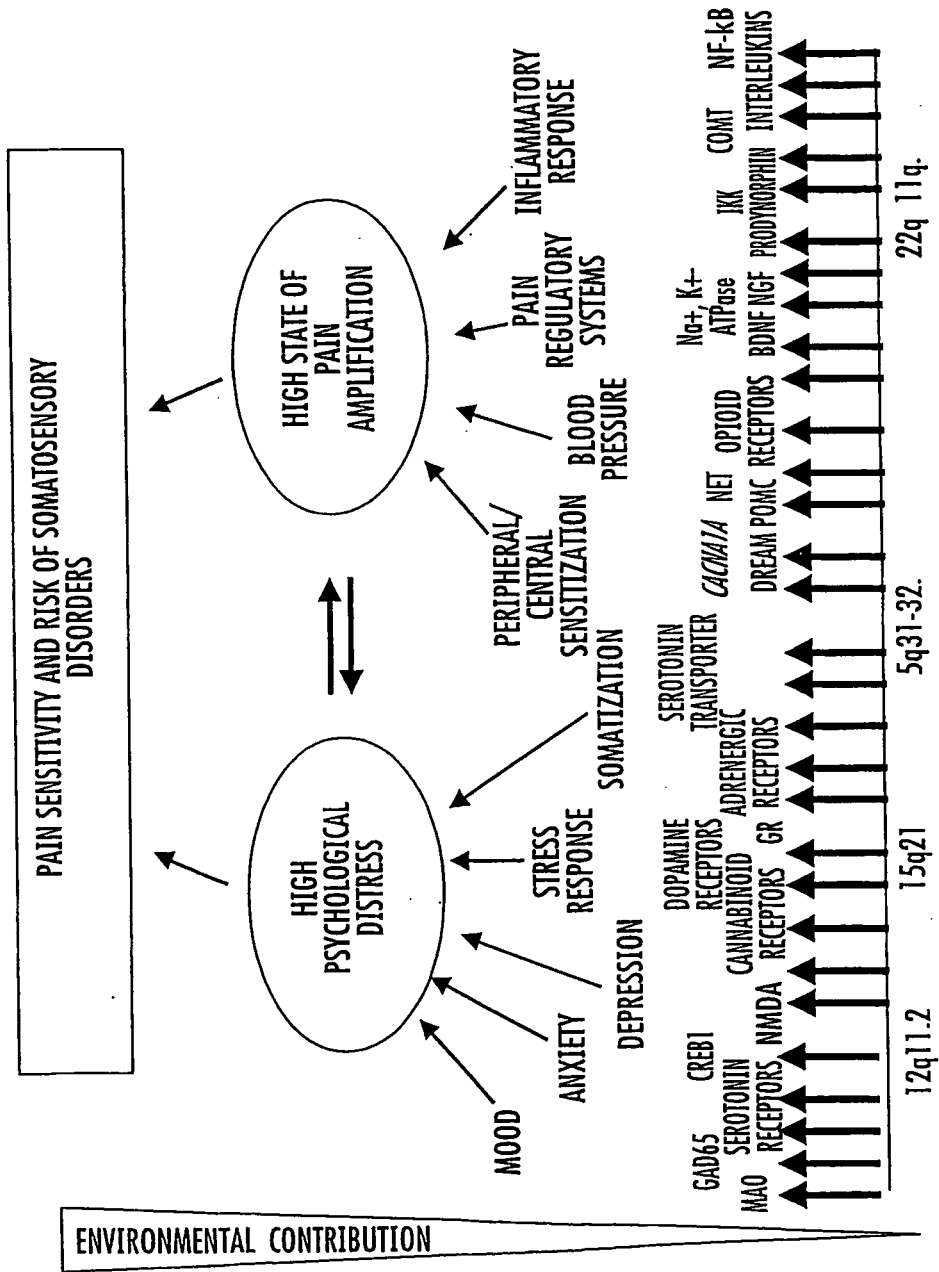 PAIN SENSITIVITY AND RISK OF SOMATOSENSORY
DISORDERS
HIGH
PSYCHOLOGICAL
DISTRESS
HIGH STATE OF
PAIN
AMPLIFICATION
MOOD
ANXIETY
DEPRESSION
STRESS
RESPONSE
SOMATIZATION
PERIPHERAL/
CENTRAL
SENSITIZATION
BLOOD
PRESSURE
PAIN
REGULATORY
SYSTEMS
INFLAMMATORY
RESPONSE
ENVIRONMENTAL CONTRIBUTION
MAO
GAD65
SEROTONIN
RECEPTORS
CREB1
NMDA
CANNABINOID
RECEPTORS
DOPAMINE
RECEPTORS
GR
ADRENERGIC
RECEPTORS
SEROTONIN
TRANSPORTER
CACNA1A
DREAM
POMC
NET
OPIOID
RECEPTORS
BDNF
NGF
Na+, K+-
ATPase
PRODYNORPHIN
IKK
COMT
INTERLEUKINS
NF-kB
12q11.2
15q21
5q31-32.
22q
11q.